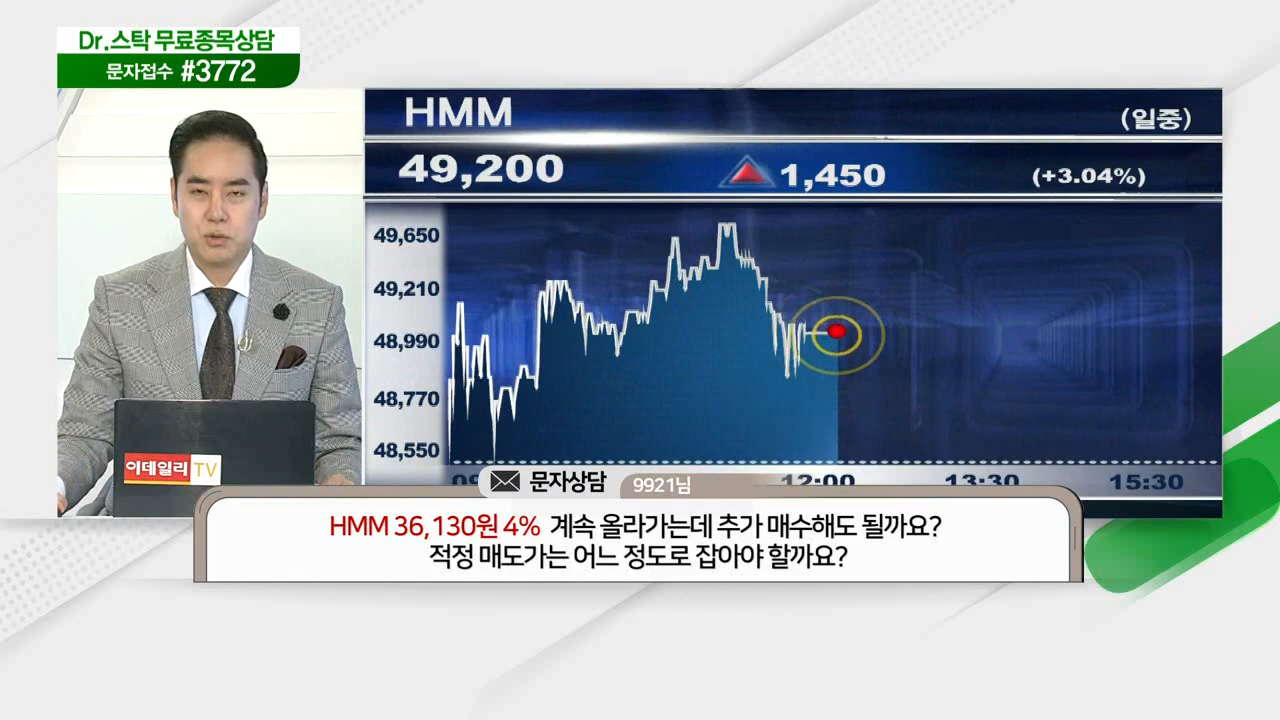 Dr.스탁 무료종목상담
문자접수 #3772
HMM (일중)
49,200 1,450 (+3.04%)
49,650
49,210
48,990
48,770
48,550
12:00 13:30 15:30
이데일리 TV
문자상담 9921님
HMM 36,130원 4% 계속 올라가는데 추가 매수해도 될까요?
적정 매도가는 어느 정도로 잡아야 할까요?